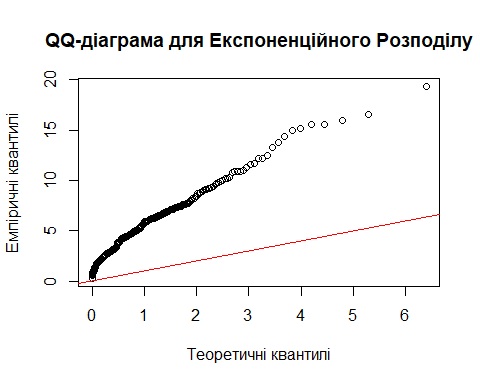 QQ-діаграма для Експоненційного Розподілу
Емпіричні квантилі
20
15
10
5
0
0 1 2 3 4 5 6
Теоретичні квантилі